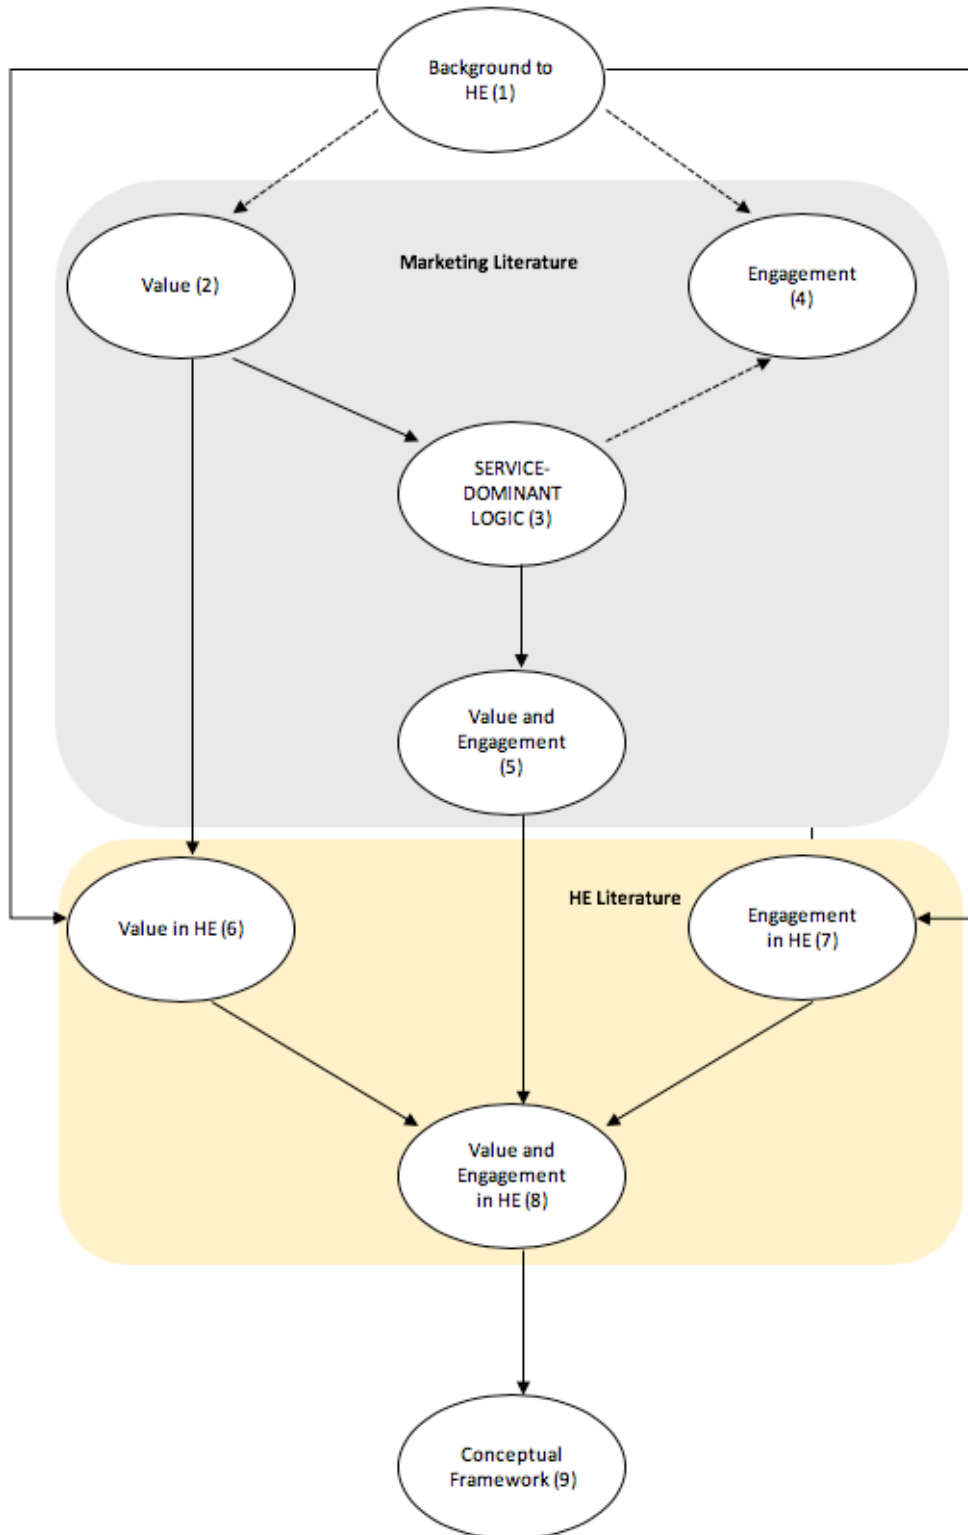 Background to
HE (1)
Marketing Literature
Value (2)
Engagement
(4)
SERVICE-
DOMINANT
LOGIC (3)
Value and
Engagement
(5)
HE Literature
Value in HE (6)
Engagement
in HE (7)
Value and
Engagement
in HE (8)
Conceptual
Framework (9)